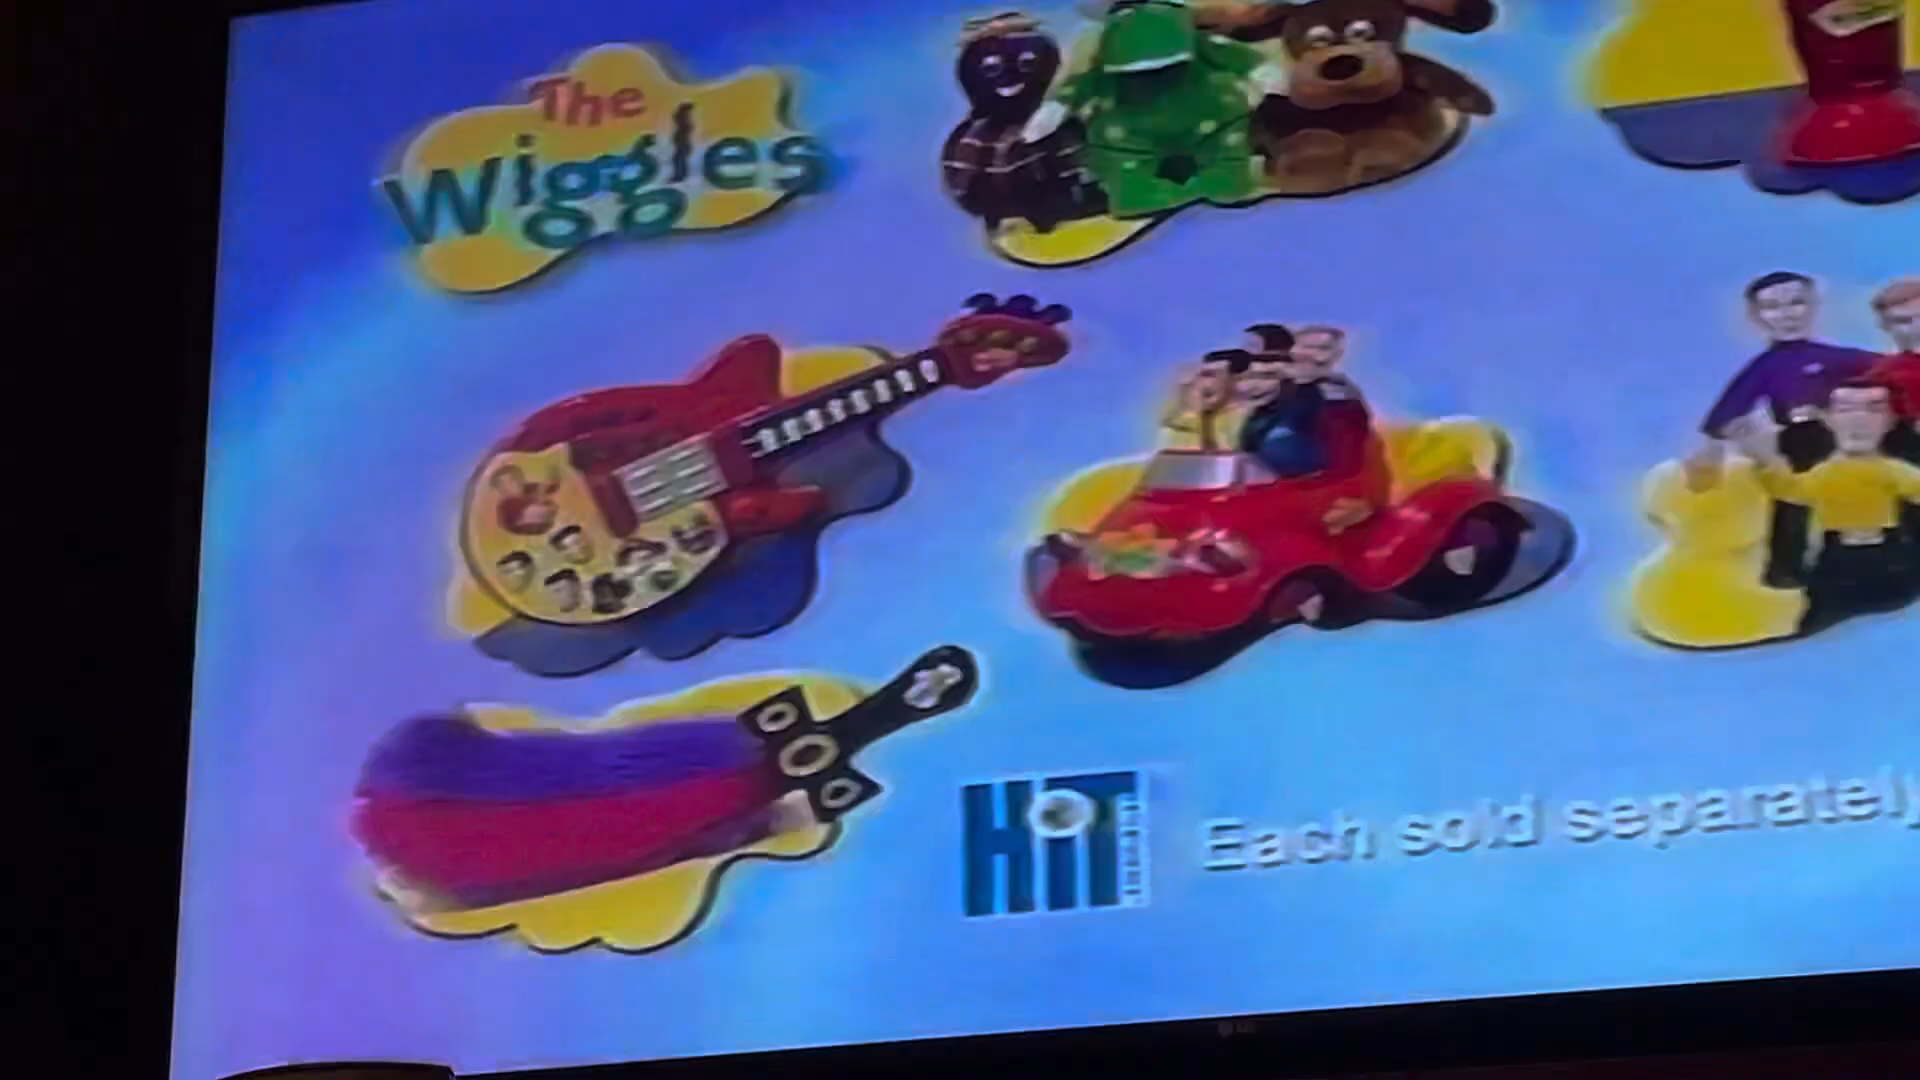 The
Wiggles
HiT
Each sold separately